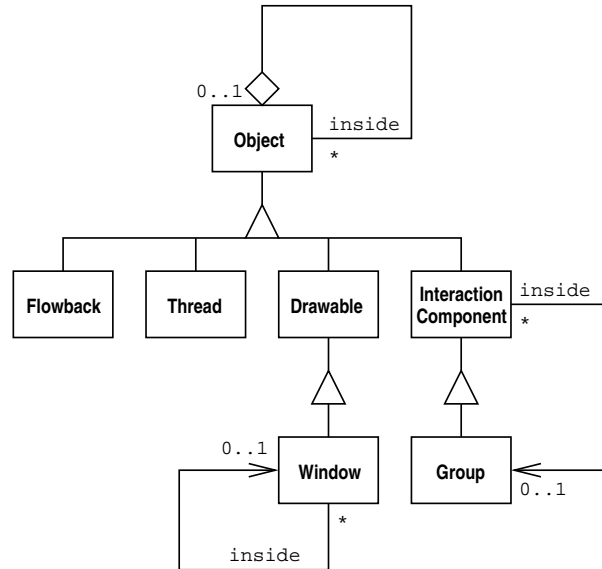 0..1
inside
Object
*
Flowback
Thread
Drawable
Interaction
Component
inside
*
0..1
Window
Group
0..1
*
inside